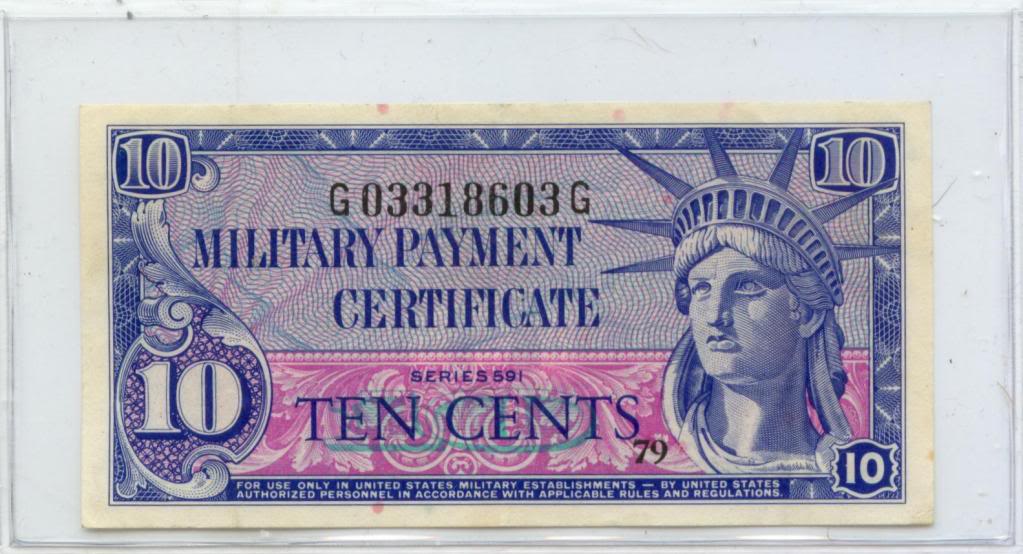 10 10
G 03318603 G
MILITARY PAYMENT
CERTIFICATE
10
SERIES 591
TEN CENTS
79
10
FOR USE ONLY IN UNITED STATES MILITARY ESTABLISHMENTS — BY UNITED STATES
AUTHORIZED PERSONNEL IN ACCORDANCE WITH APPLICABLE RULES AND REGULATIONS.